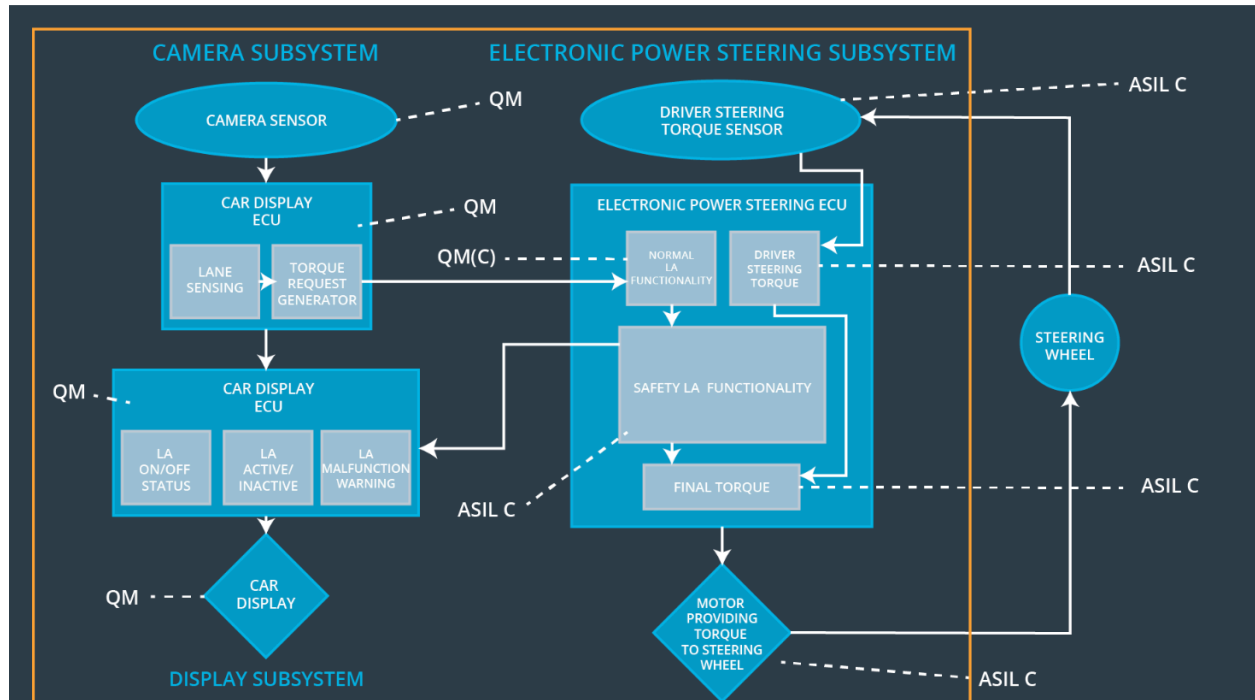 CAMERA SUBSYSTEM
ELECTRONIC POWER STEERING SUBSYSTEM
CAMERA SENSOR
QM
DRIVER STEERING
TORQUE SENSOR
ASIL C
CAR DISPLAY
ECU
QM
LANE
SENSING
TORQUE
REQUEST
GENERATOR
ELECTRONIC POWER STEERING ECU
QM(C)
NORMAL
LA
FUNCTIONALITY
DRIVER
STEERING
TORQUE
ASIL C
STEERING
WHEEL
CAR DISPLAY
ECU
QM
LA
ON/OFF
STATUS
LA
ACTIVE/
INACTIVE
LA
MALFUNCTION
WARNING
SAFETY LA FUNCTIONALITY
ASIL C
FINAL TORQUE
ASIL C
CAR
DISPLAY
QM
DISPLAY SUBSYSTEM
MOTOR
PROVIDING
TORQUE
TO STEERING
WHEEL
ASIL C